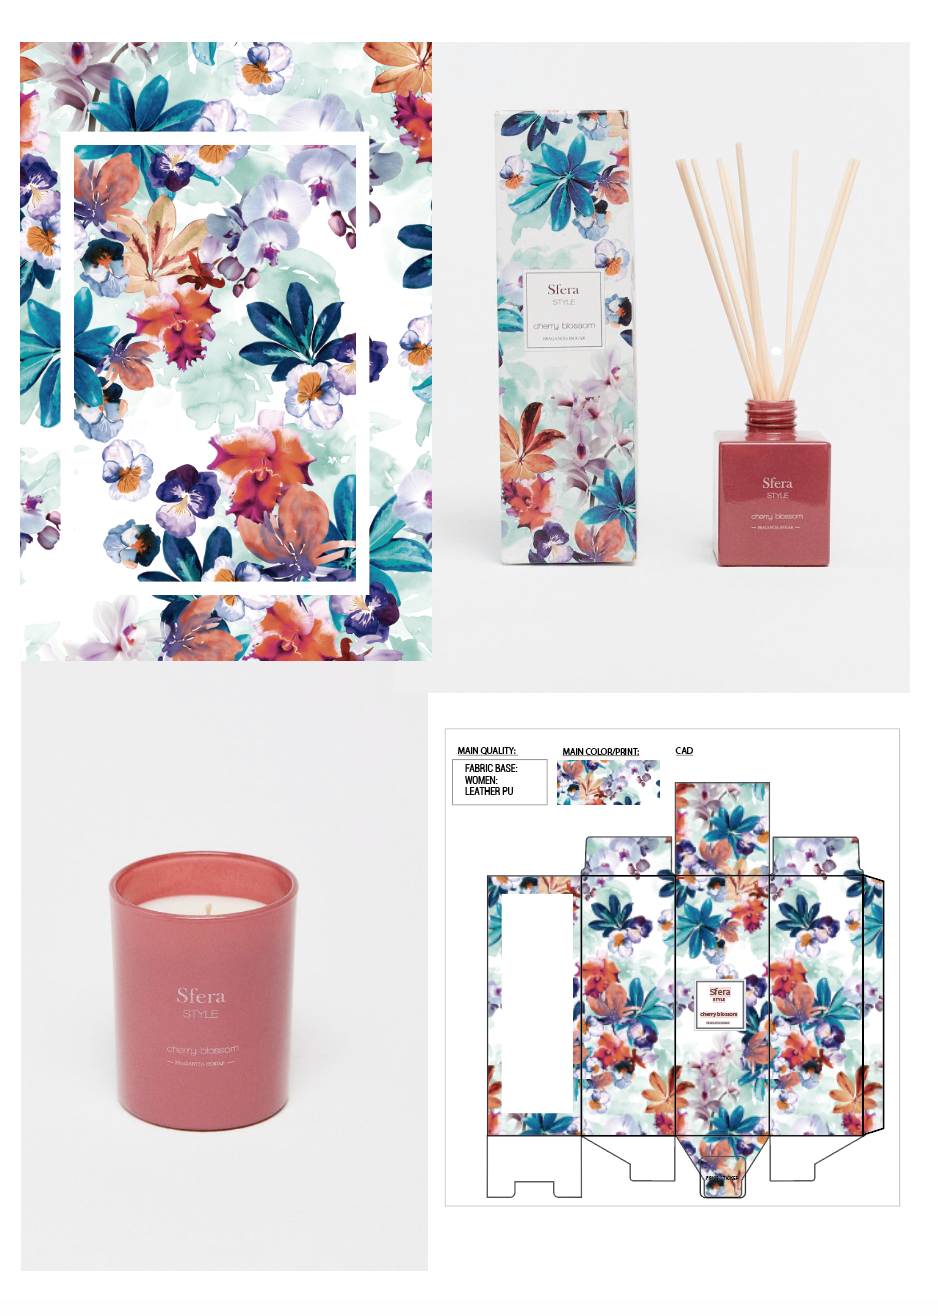 Sfera
STYLE
cherry blossom
FRAGANCIA HOGAR
Sfera
STYLE
cherry blossom
FRAGANCIA HOGAR
Sfera
STYLE
cherry blossom
FRAGANCIA HOGAR
MAIN QUALITY:
FABRIC BASE:
WOMEN:
LEATHER PU
MAIN COLOR/PRINT:
CAD
Sfera
STYLE
cherry blossom